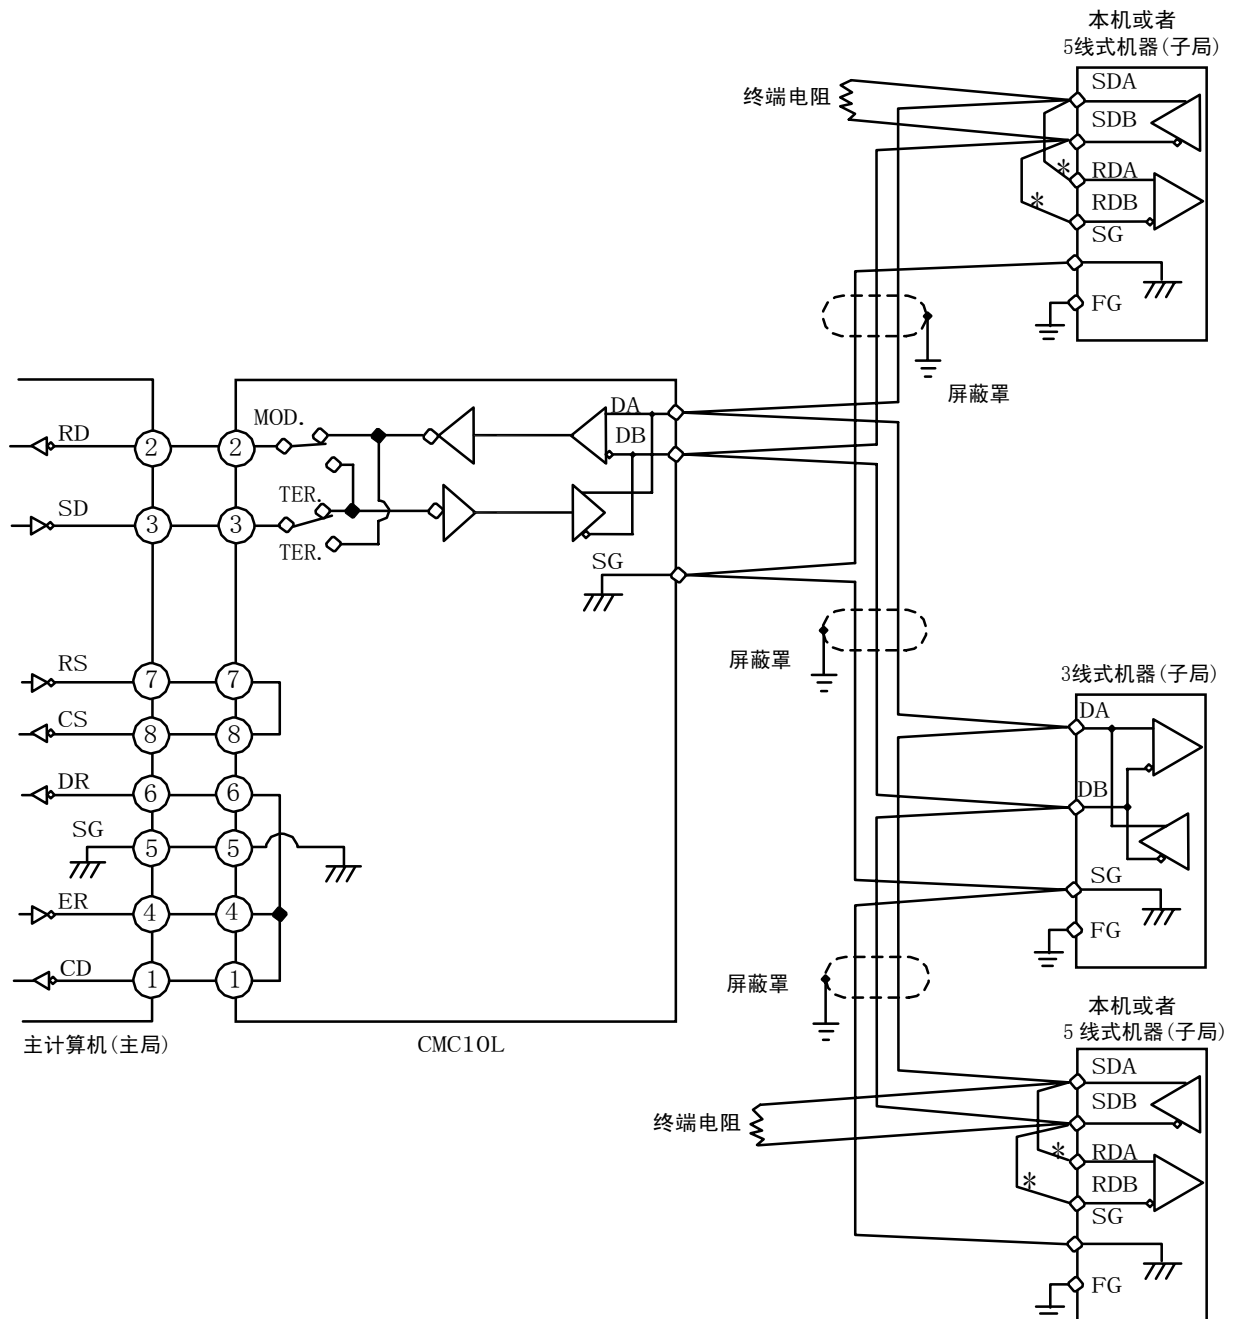 本机或者
5线式机器(子局)
终端电阻
SDA
SDB
RDA
RDB
SG
FG
屏蔽罩
RD
2
2
MOD.
DA
DB
SD
3
3
TER.
TER.
SG
RS
7
7
CS
8
8
DR
6
6
SG
5
5
ER
4
4
CD
1
1
主计算机(主局)
CMC10L
屏蔽罩
3线式机器(子局)
DA
DB
SG
FG
屏蔽罩
本机或者
5 线式机器(子局)
终端电阻
SDA
SDB
RDA
RDB
SG
FG